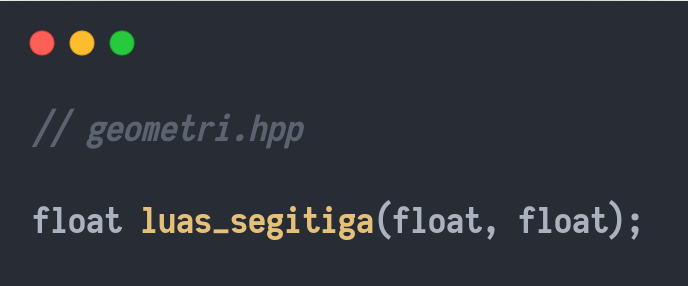 // geometri.hpp
float luas_segitiga(float, float);